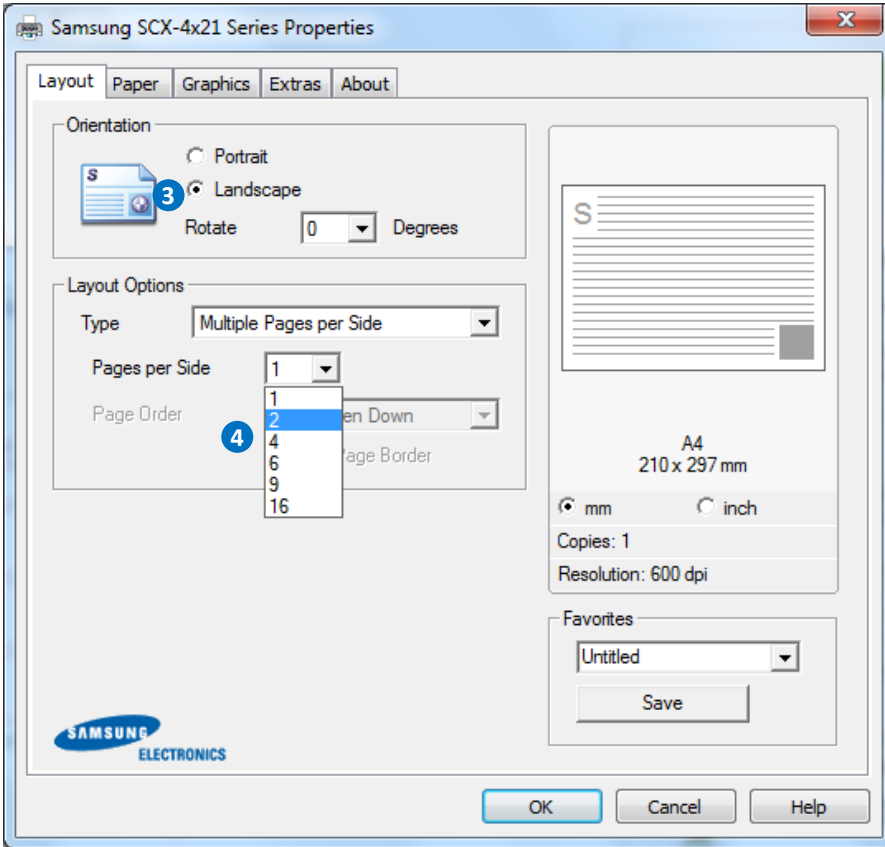 Samsung SCX-4x21 Series Properties
x
Layout Paper Graphics Extras About
Orientation
S
Portrait
3
Landscape
Rotate 0 Degrees
Layout Options
Type Multiple Pages per Side
Pages per Side 1
Page Order en Down
1
2
4
6
9
16
4
Page Border
S
A4
210 x 297 mm
mm inch
Copies: 1
Resolution: 600 dpi
Favorites
Untitled
Save
SAMSUNG
ELECTRONICS
OK Cancel Help